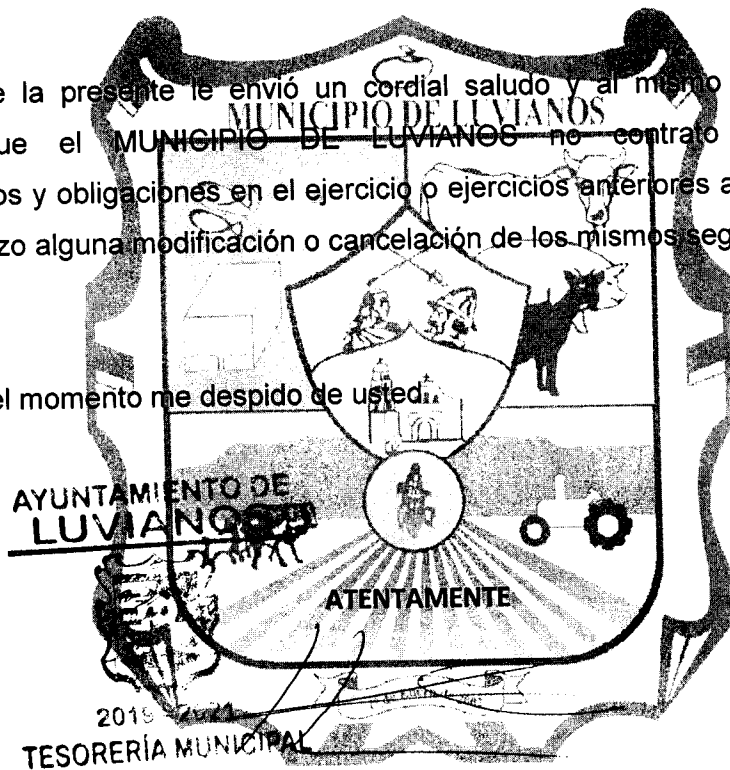 e la presente le envió un cordial saludo y al mismo
MUNICIPIO DE LUVIANOS
ue el MUNICIPIO DE LUVIANOS no contrato
os y obligaciones en el ejercicio o ejercicios anteriores a
zo alguna modificación o cancelación de los mismos seg
el momento me despido de usted
AYUNTAMIENTO DE
LUVIANOS
ATENTAMENTE
2019 - 2021
TESORERÍA MUNICIPAL